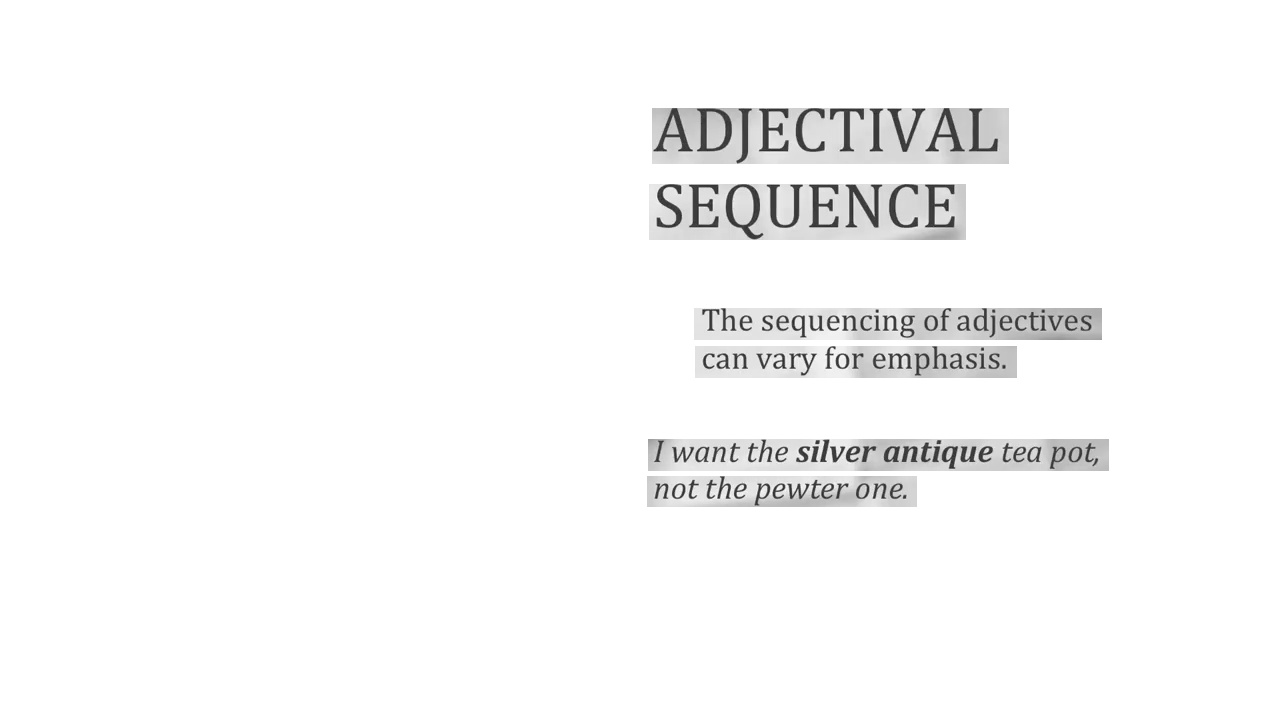 ADJECTIVAL
SEQUENCE
The sequencing of adjectives
can vary for emphasis.
I want the silver antique tea pot,
not the pewter one.